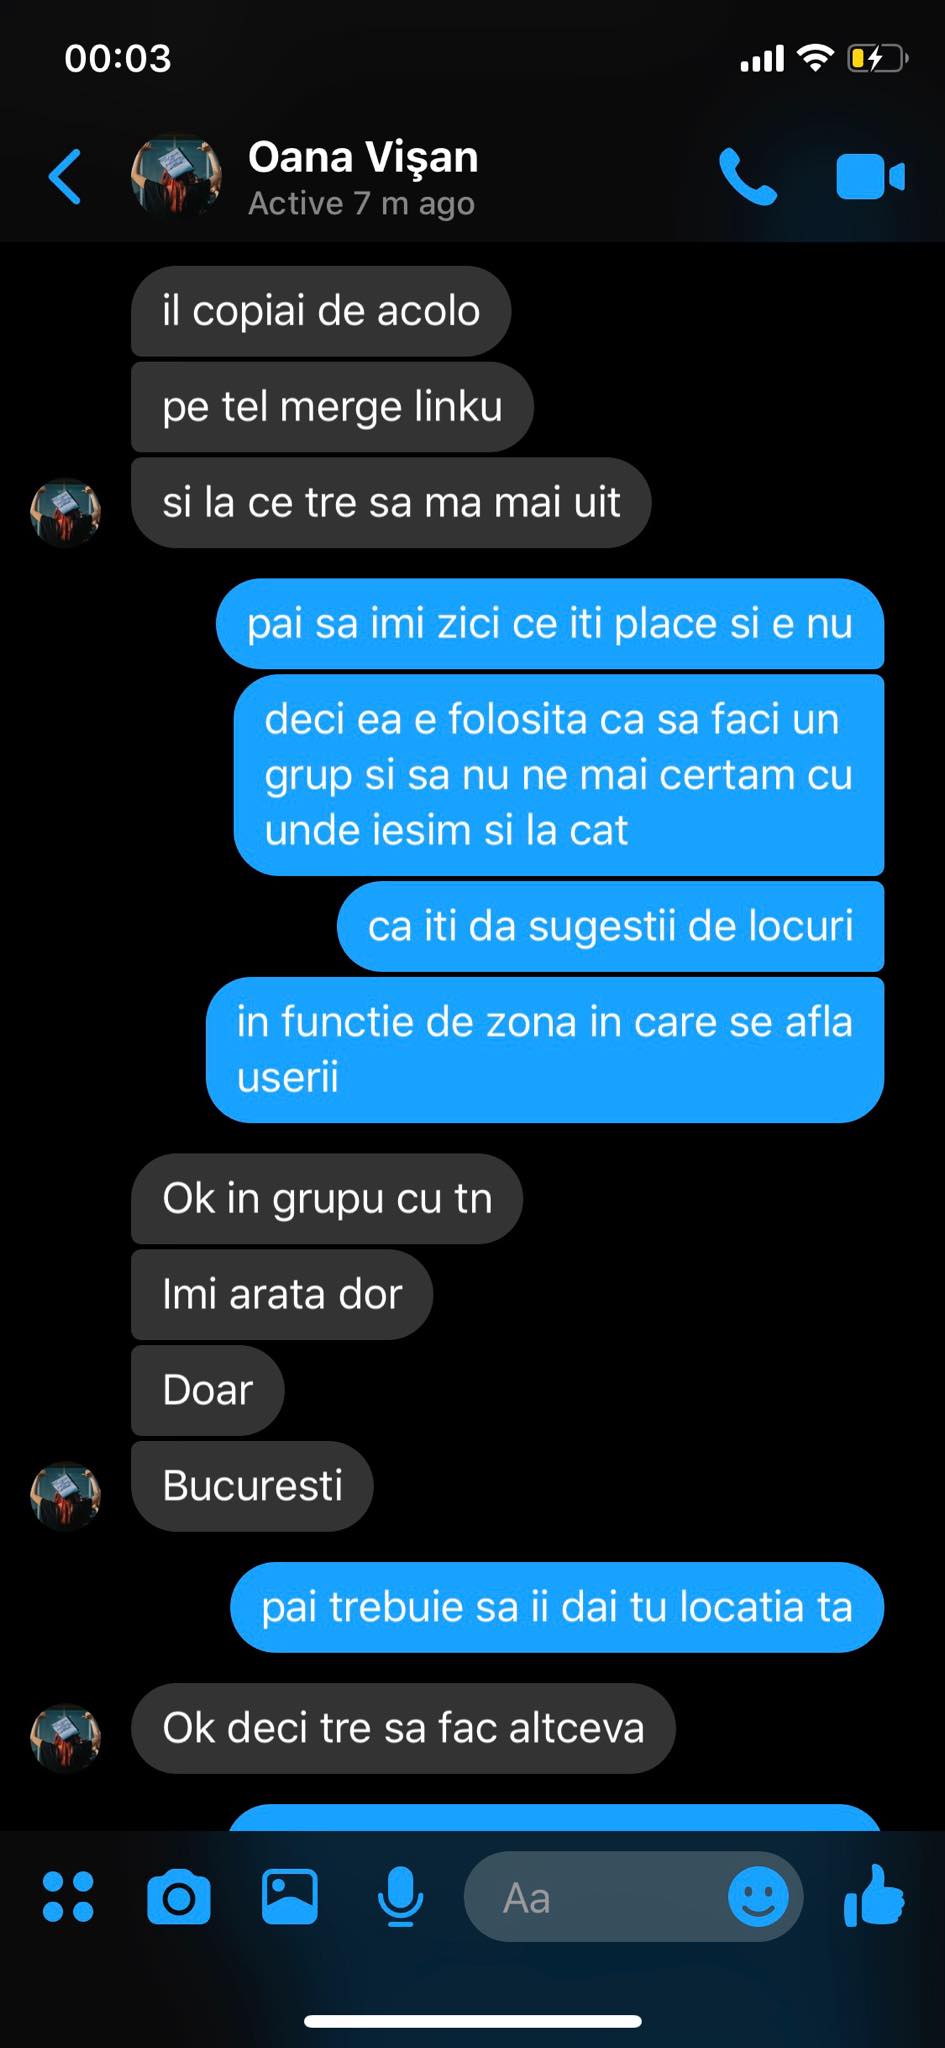 00:03
Oana Vişan
Active 7 m ago
il copiai de acolo
pe tel merge linku
si la ce tre sa ma mai uit
pai sa imi zici ce iti place si e nu
deci ea e folosita ca sa faci un
grup si sa nu ne mai certam cu
unde iesim si la cat
ca iti da sugestii de locuri
in functie de zona in care se afla
userii
Ok in grupu cu tn
Imi arata dor
Doar
Bucuresti
pai trebuie sa ii dai tu locatia ta
Ok deci tre sa fac altceva
Aa